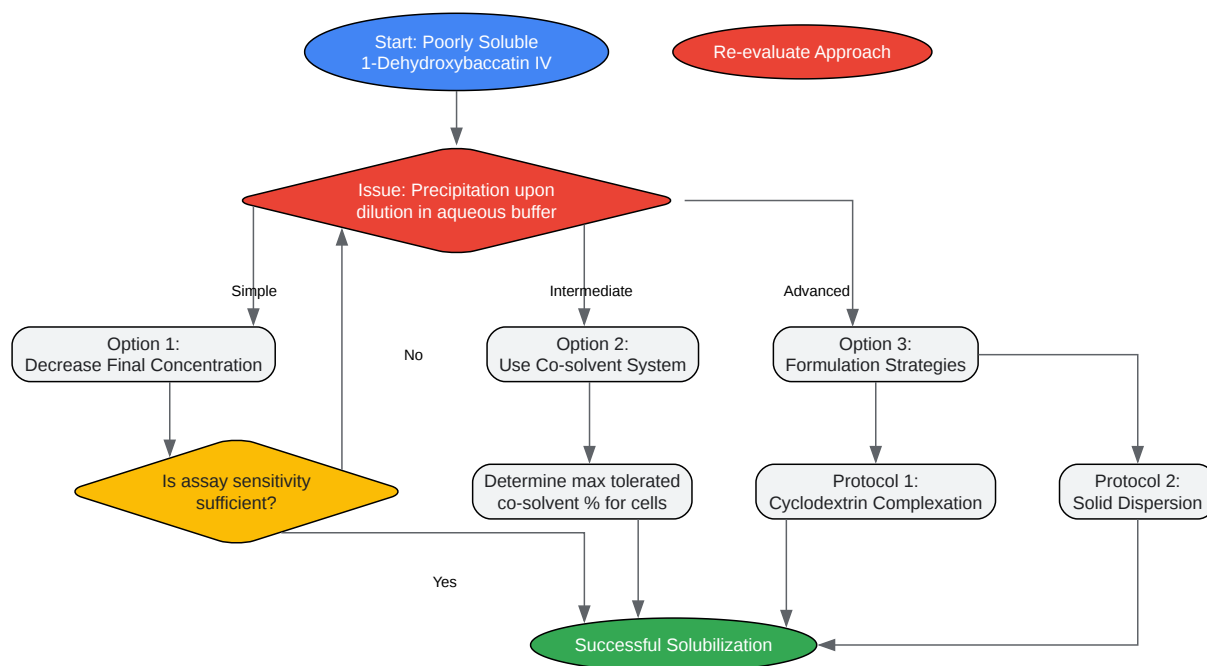 Start: Poorly Soluble
1-Dehydroxybaccatin IV
Re-evaluate Approach
Issue: Precipitation upon
dilution in aqueous buffer
Simple
Intermediate
Advanced
Option 1:
Decrease Final Concentration
No
Option 2:
Use Co-solvent System
Option 3:
Formulation Strategies
Is assay sensitivity
sufficient?
Determine max tolerated
co-solvent % for cells
Protocol 1:
Cyclodextrin Complexation
Protocol 2:
Solid Dispersion
Yes
Successful Solubilization